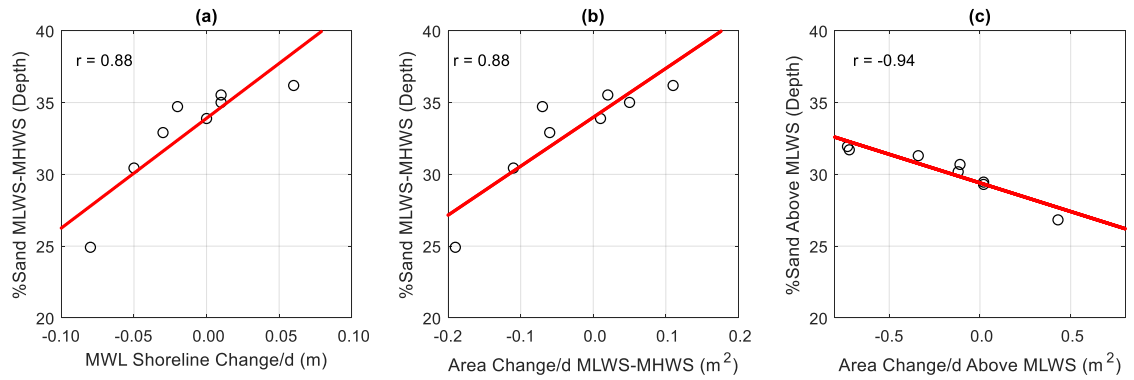 (a)
40
35
30
25
20
r = 0.88
-0.10
-0.05
0.00
0.05
0.10
%Sand MLWS-MHWS (Depth)
MWL Shoreline Change/d (m)
(b)
40
35
30
25
20
r = 0.88
-0.2
-0.1
0.0
0.1
0.2
%Sand MLWS-MHWS (Depth)
Area Change/d MLWS-MHWS (m²)
(c)
40
35
30
25
20
r = -0.94
-0.5
0.0
0.5
%Sand Above MLWS (Depth)
Area Change/d Above MLWS (m²)